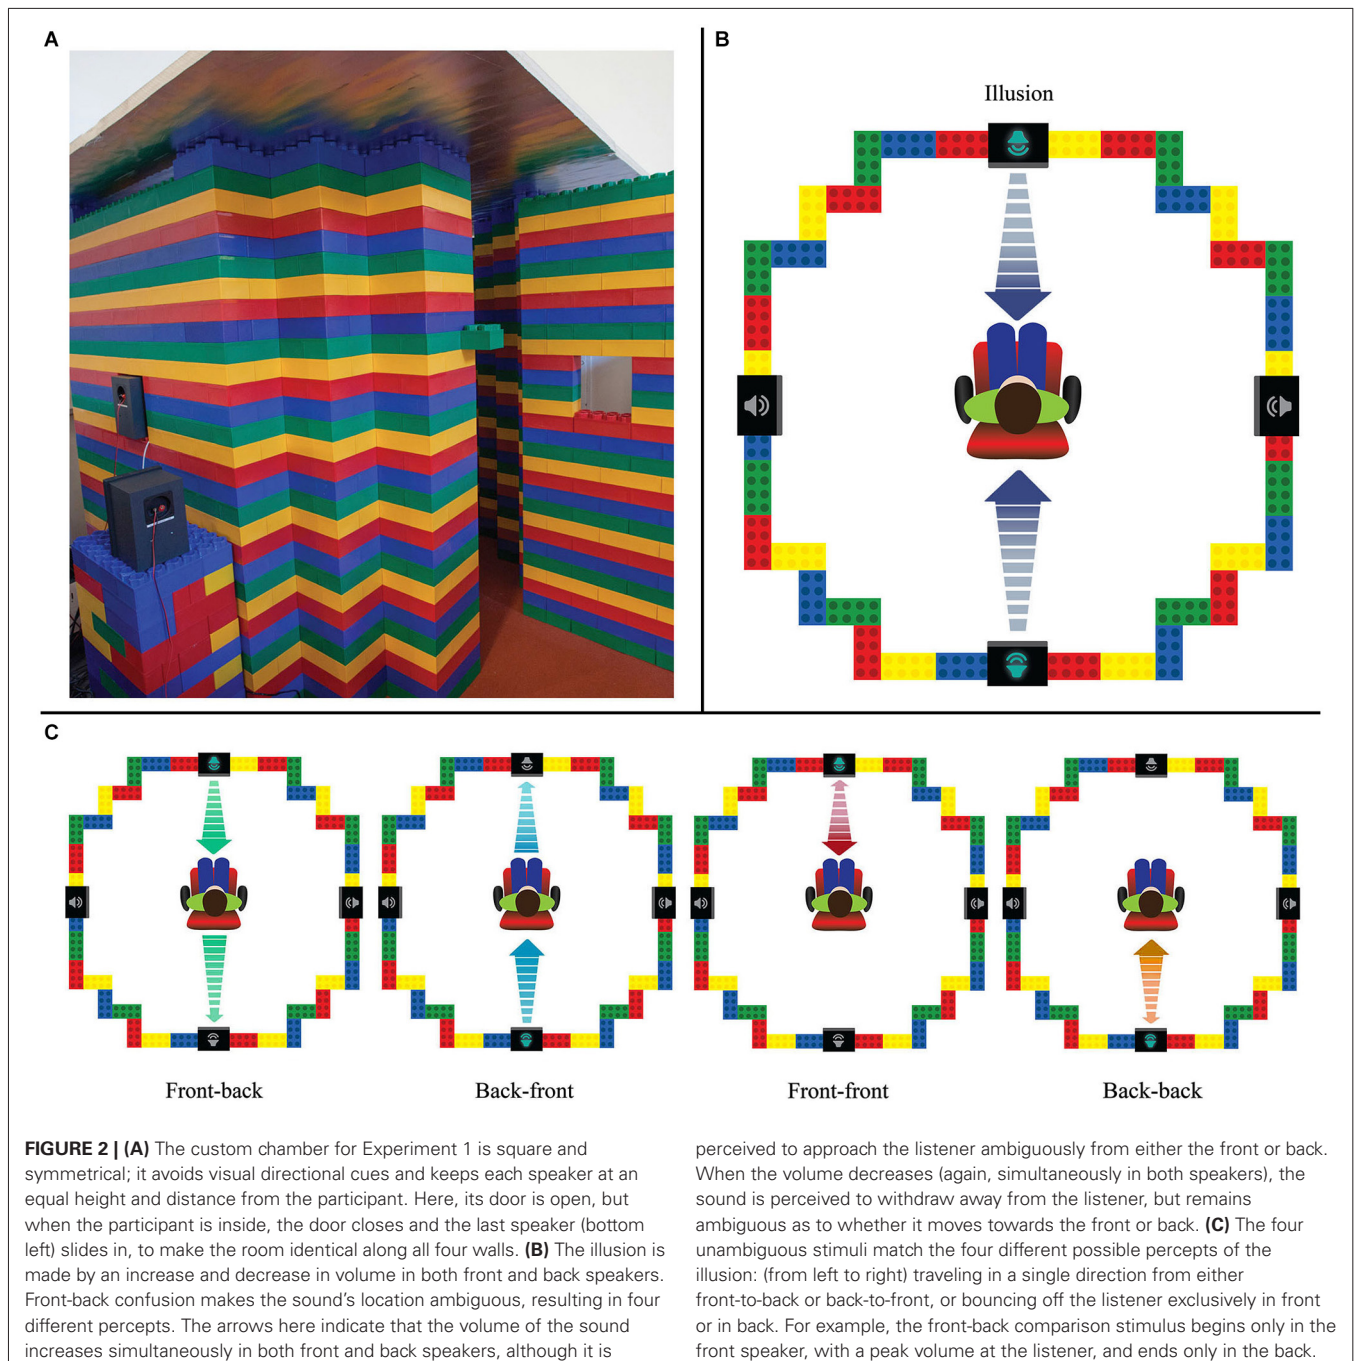 A
B
Illusion
C
Front-back
Back-front
Front-front
Back-back
FIGURE 2 | (A) The custom chamber for Experiment 1 is square and
symmetrical; it avoids visual directional cues and keeps each speaker at an
equal height and distance from the participant. Here, its door is open, but
when the participant is inside, the door closes and the last speaker (bottom
left) slides in, to make the room identical along all four walls. (B) The illusion is
made by an increase and decrease in volume in both front and back speakers.
Front-back confusion makes the sound's location ambiguous, resulting in four
different percepts. The arrows here indicate that the volume of the sound
increases simultaneously in both front and back speakers, although it is
perceived to approach the listener ambiguously from either the front or back.
When the volume decreases (again, simultaneously in both speakers), the
sound is perceived to withdraw away from the listener, but remains
ambiguous as to whether it moves towards the front or back. (C) The four
unambiguous stimuli match the four different possible percepts of the
illusion: (from left to right) traveling in a single direction from either
front-to-back or back-to-front, or bouncing off the listener exclusively in front
or in back. For example, the front-back comparison stimulus begins only in the
front speaker, with a peak volume at the listener, and ends only in the back.